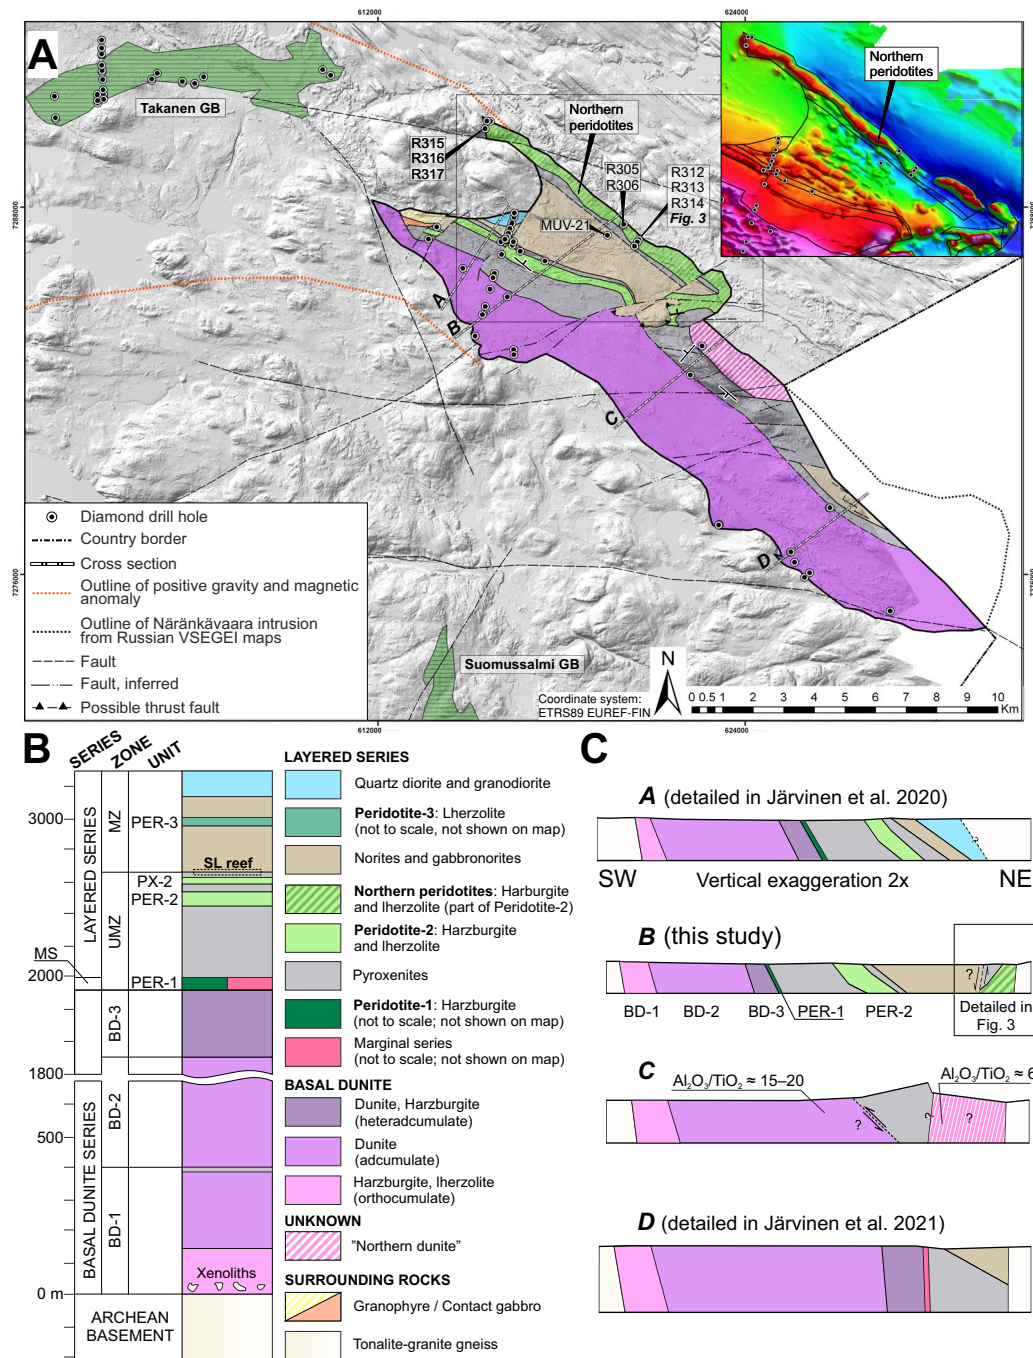 612000
624000
A
Takanen GB
Northern
peridotites
Northern
peridotites
R315
R316
R317
R305
R306
R312
R313
R314
Fig. 3
MUV-21
7288000
7288000
A
B
C
D
Diamond drill hole
Country border
Cross section
Outline of positive gravity and magnetic
anomaly
Outline of Näränkävaara intrusion
from Russian VSEGEI maps
Fault
Fault, inferred
Possible thrust fault
7276000
7276000
Suomussalmi GB
N
Coordinate system:
ETRS89 EUREF-FIN
0 0.5 1 2 3 4 5 6 7 8 9 10
Km
612000
624000
B
SERIES
ZONE
UNIT
3000
2000
1800
500
0 m
LAYERED SERIES
MS
BASAL DUNITE SERIES
MZ
UMZ
BD-3
BD-2
BD-1
PER-3
SL reef
PX-2
PER-2
PER-1
Xenoliths
ARCHEAN
BASEMENT
LAYERED SERIES
Quartz diorite and granodiorite
Peridotite-3: Lherzolite
(not to scale, not shown on map)
Norites and gabbronorites
Northern peridotites: Harburgite
and lherzolite (part of Peridotite-2)
Peridotite-2: Harzburgite
and lherzolite
Pyroxenites
Peridotite-1: Harzburgite
(not to scale; not shown on map)
Marginal series
(not to scale; not shown on map)
BASAL DUNITE
Dunite, Harzburgite
(heteradcumulate)
Dunite
(adcumulate)
Harzburgite, lherzolite
(orthocumulate)
UNKNOWN
"Northern dunite"
SURROUNDING ROCKS
Granophyre / Contact gabbro
Tonalite-granite gneiss
C
A (detailed in Järvinen et al. 2020)
?
SW
Vertical exaggeration 2x
NE
B (this study)
?
BD-1
BD-2
BD-3
PER-1
PER-2
Detailed in
Fig. 3
C
Al₂O₃/TiO₂ ≈ 15–20
Al₂O₃/TiO₂ ≈ 6
?
?
?
D (detailed in Järvinen et al. 2021)